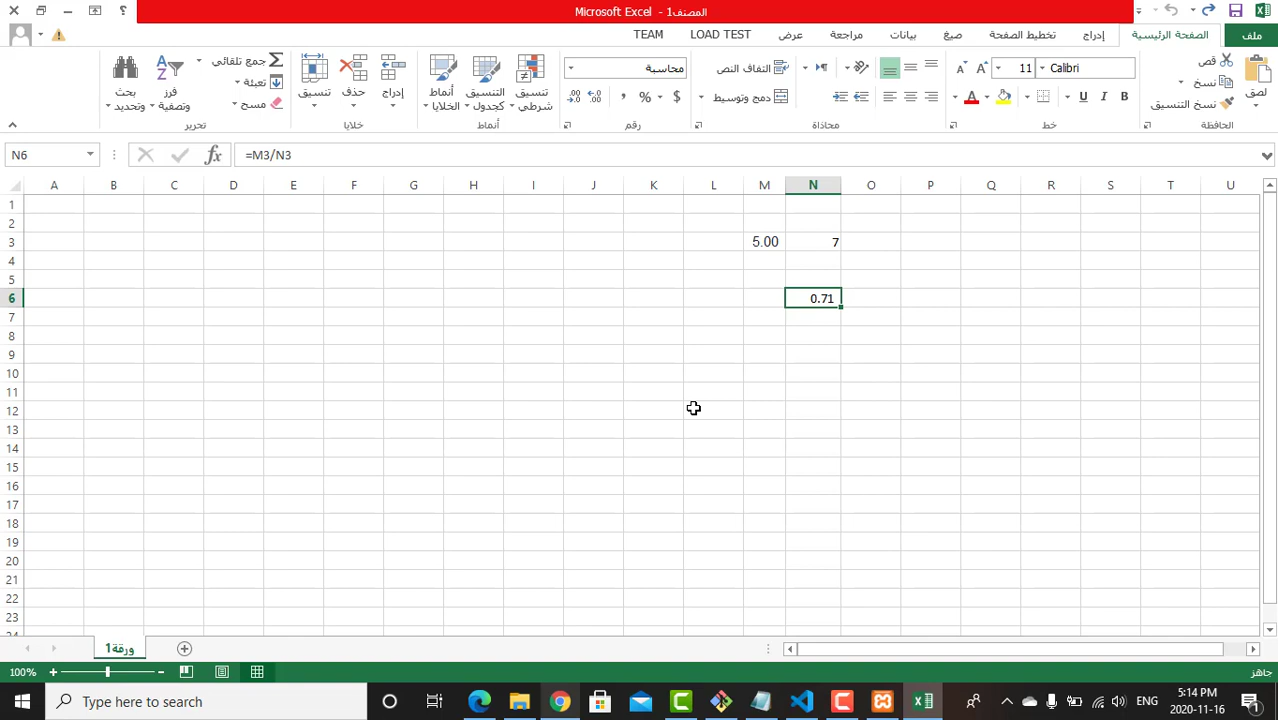 المصنف1 - Microsoft Excel
ملف
الصفحة الرئيسية
إدراج
تخطيط الصفحة
صيغ
بيانات
مراجعة
عرض
LOAD TEST
TEAM
لصق
قص
نسخ
نسخ التنسيق
الحافظة
Calibri
11
B I U
A A A
خط
التفاف النص
دمج وتوسيط
محاذاة
محاسبة
$ % ,
رقم
تنسيق شرطي
التنسيق كجدول
أنماط الخلايا
أنماط
إدراج
حذف
تنسيق
خلايا
جمع تلقائي
تعبئة
مسح
فرز وتصفية
بحث وتحديد
تحرير
N6
fx
=M3/N3
A B C D E F G H I J K L M N O P Q R S T U
1
2
3 5.00 7
4
5
6 0.71
7
8
9
10
11
12
13
14
15
16
17
18
19
20
21
22
23
24
ورقة1
100%
جاهز
Type here to search
ENG
5:14 PM
2020-11-16
1